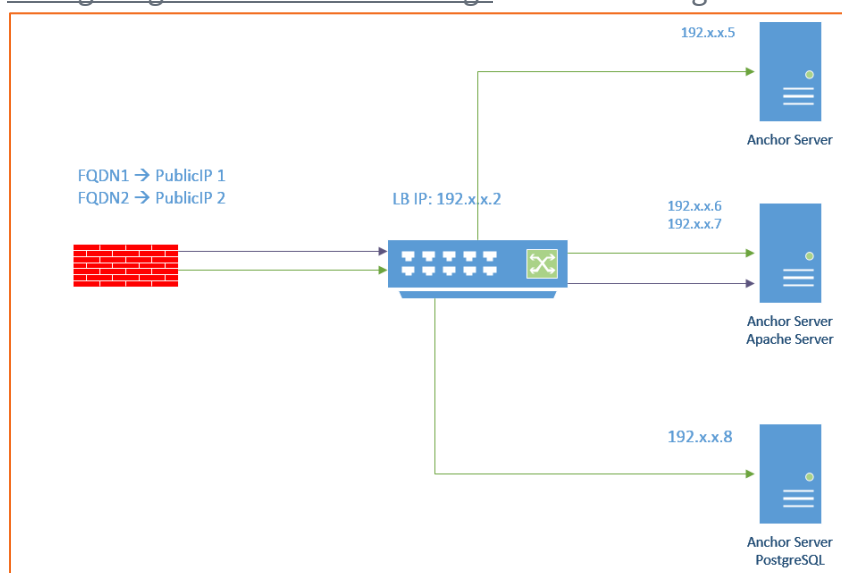 192.x.x.5
Anchor Server
FQDN1 → PublicIP 1
FQDN2 → PublicIP 2
LB IP: 192.x.x.2
192.x.x.6
192.x.x.7
Anchor Server
Apache Server
192.x.x.8
Anchor Server
PostgreSQL